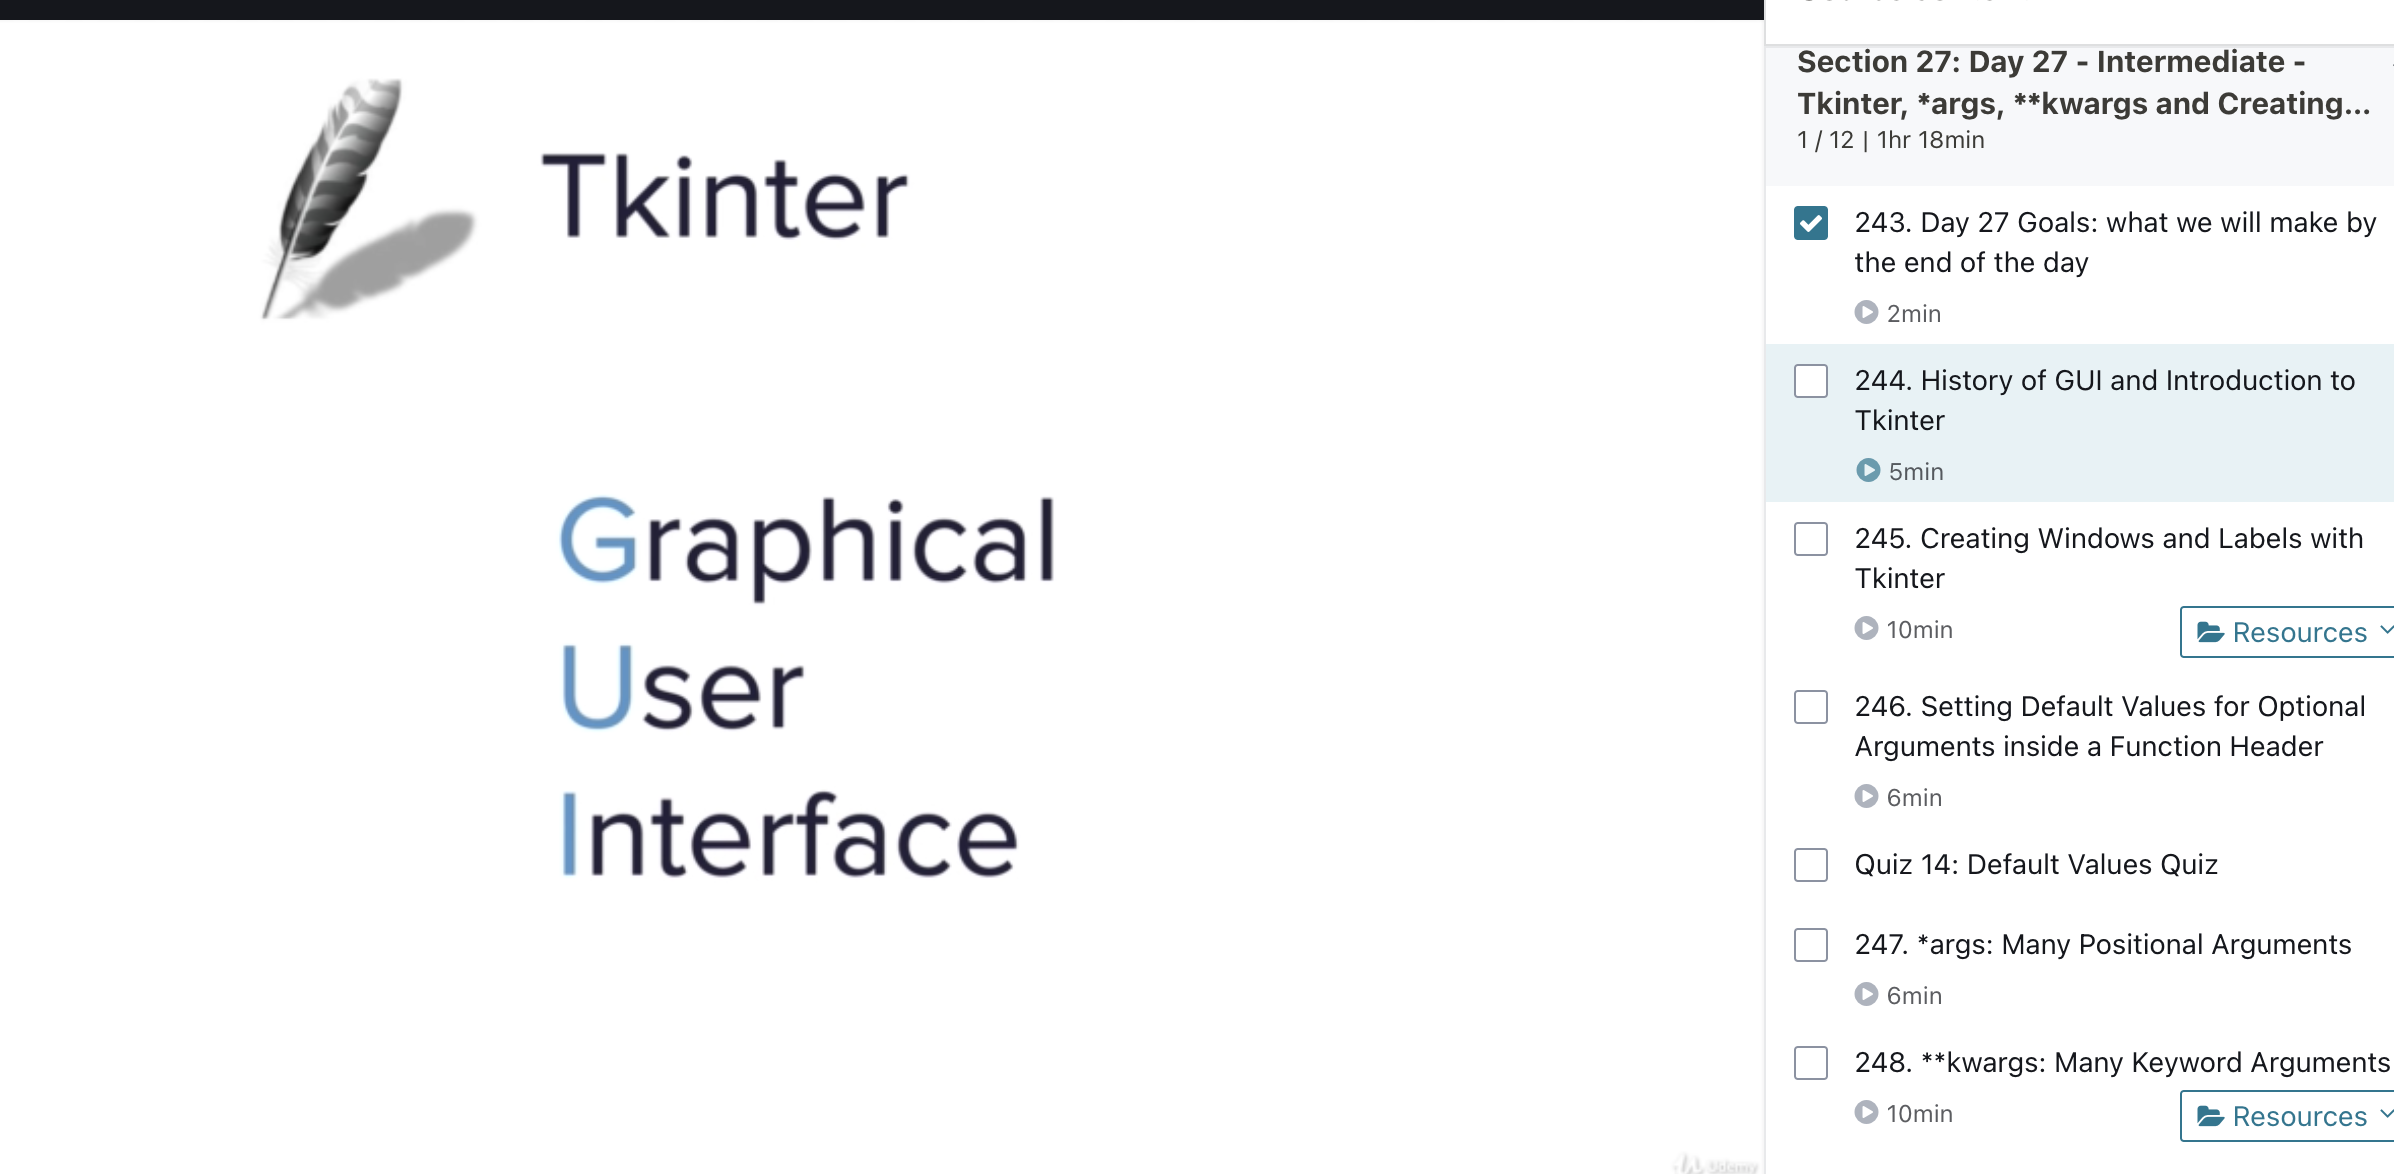 Tkinter
Graphical
User
Interface
Udemy
Section 27: Day 27 - Intermediate -
Tkinter, *args, **kwargs and Creating...
1 / 12 | 1hr 18min
243. Day 27 Goals: what we will make by
the end of the day
2min
244. History of GUI and Introduction to
Tkinter
5min
245. Creating Windows and Labels with
Tkinter
10min
Resources
246. Setting Default Values for Optional
Arguments inside a Function Header
6min
Quiz 14: Default Values Quiz
247. *args: Many Positional Arguments
6min
248. **kwargs: Many Keyword Arguments
10min
Resources